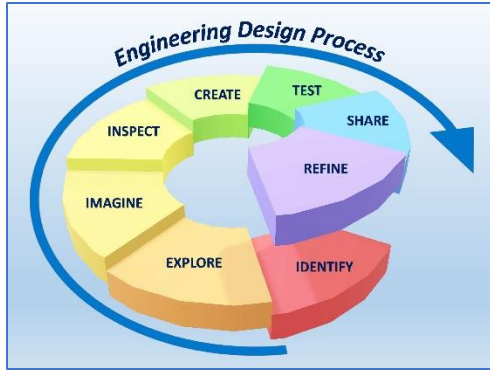 Engineering Design Process
CREATE
TEST
SHARE
INSPECT
REFINE
IMAGINE
EXPLORE
IDENTIFY